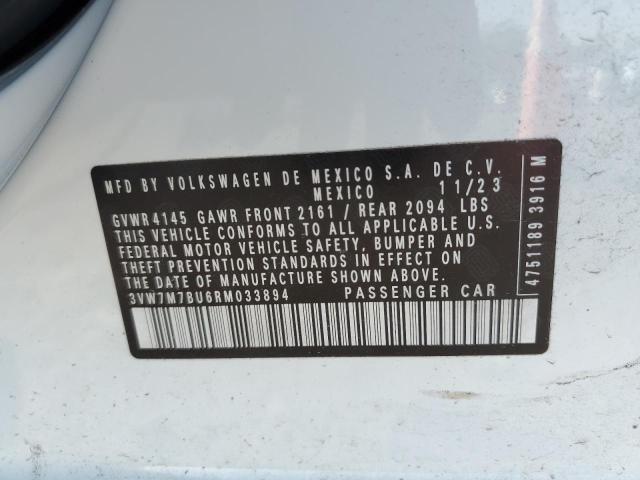 MFD BY VOLKSWAGEN DE MEXICO S.A. DE C.V.
MEXICO 11/23
GVWR 4145 GAWR FRONT 2161 / REAR 2094 LBS
THIS VEHICLE CONFORMS TO ALL APPLICABLE U.S.
FEDERAL MOTOR VEHICLE SAFETY, BUMPER AND
THEFT PREVENTION STANDARDS IN EFFECT ON
THE DATE OF MANUFACTURE SHOWN ABOVE.
3VW7M7BU6RM033894 PASSENGER CAR
4751189 3916 M